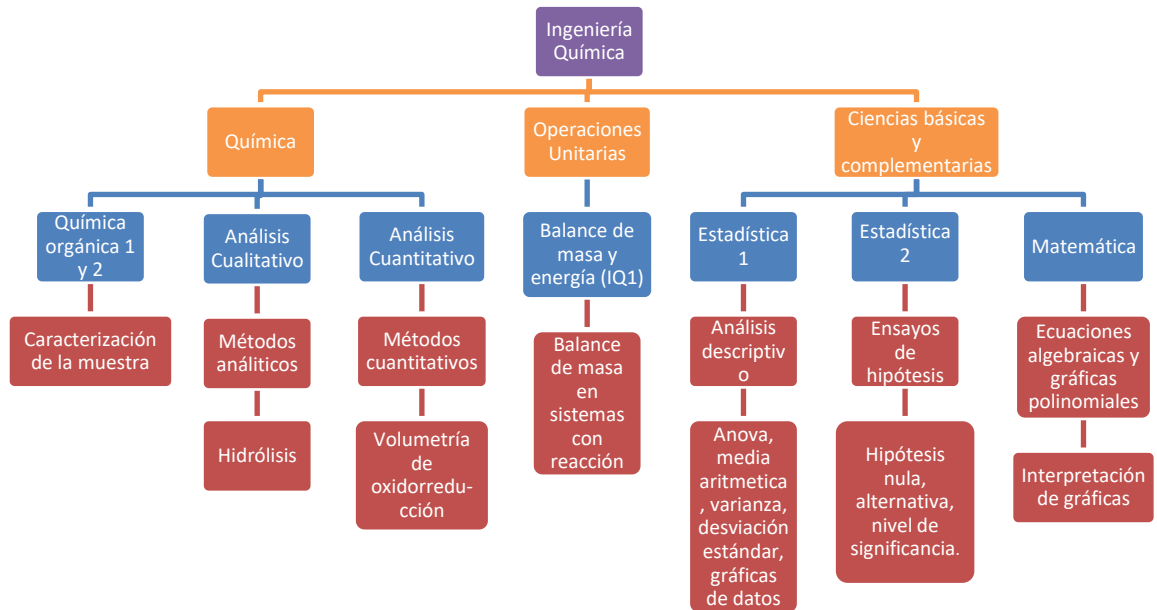 Ingeniería
Química
Química
Operaciones
Unitarias
Ciencias básicas
y
complementarias
Química
orgánica 1
y 2
Análisis
Cualitativo
Análisis
Cuantitativo
Balance de
masa y
energía (IQ1)
Estadística
1
Estadística
2
Matemática
Caracterización
de la muestra
Métodos
análiticos
Métodos
cuantitativos
Balance de
masa en
sistemas con
reacción
Análisis
descriptiv
o
Ensayos
de
hipótesis
Ecuaciones
algebraicas y
gráficas
polinomiales
Hidrólisis
Volumetría
de
oxidorredu-
cción
Anova,
media
aritmetica
, varianza,
desviación
estándar,
gráficas
de datos
Hipótesis
nula,
alternativa,
nivel de
significancia.
Interpretación
de gráficas